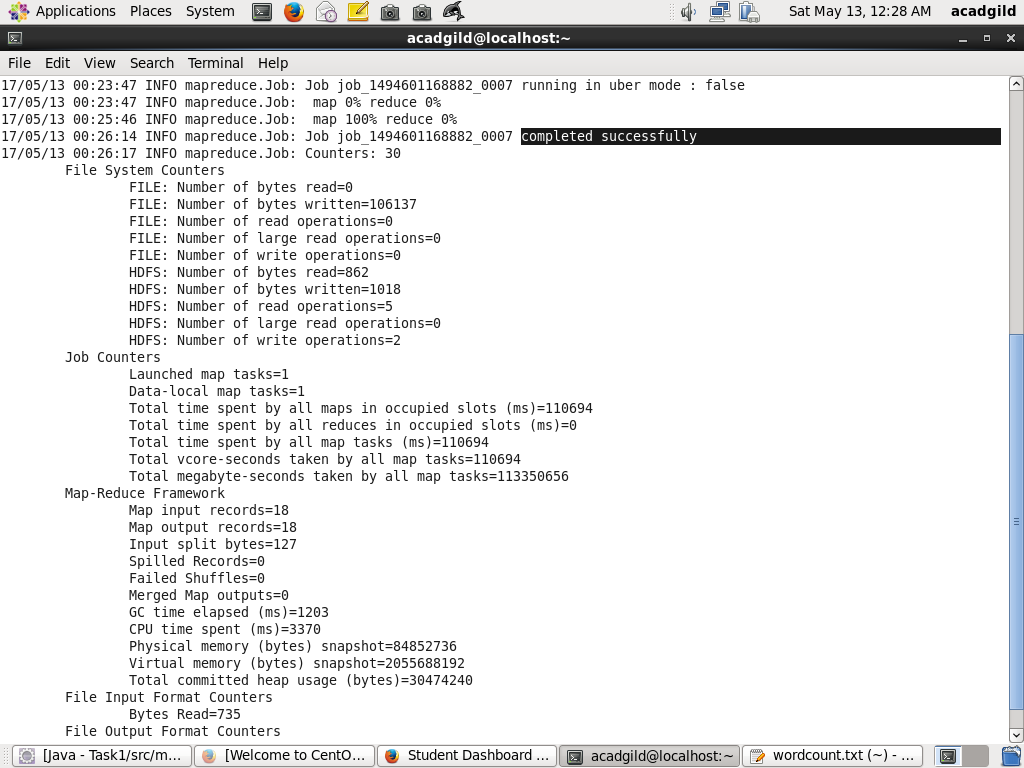 Applications Places System Sat May 13, 12:28 AM acadgild
acadgild@localhost:~
File Edit View Search Terminal Help
17/05/13 00:23:47 INFO mapreduce.Job: Job job_1494601168882_0007 running in uber mode : false
17/05/13 00:23:47 INFO mapreduce.Job:  map 0% reduce 0%
17/05/13 00:25:46 INFO mapreduce.Job:  map 100% reduce 0%
17/05/13 00:26:14 INFO mapreduce.Job: Job job_1494601168882_0007 completed successfully
17/05/13 00:26:17 INFO mapreduce.Job: Counters: 30
File System Counters
FILE: Number of bytes read=0
FILE: Number of bytes written=106137
FILE: Number of read operations=0
FILE: Number of large read operations=0
FILE: Number of write operations=0
HDFS: Number of bytes read=862
HDFS: Number of bytes written=1018
HDFS: Number of read operations=5
HDFS: Number of large read operations=0
HDFS: Number of write operations=2
Job Counters
Launched map tasks=1
Data-local map tasks=1
Total time spent by all maps in occupied slots (ms)=110694
Total time spent by all reduces in occupied slots (ms)=0
Total time spent by all map tasks (ms)=110694
Total vcore-seconds taken by all map tasks=110694
Total megabyte-seconds taken by all map tasks=113350656
Map-Reduce Framework
Map input records=18
Map output records=18
Input split bytes=127
Spilled Records=0
Failed Shuffles=0
Merged Map outputs=0
GC time elapsed (ms)=1203
CPU time spent (ms)=3370
Physical memory (bytes) snapshot=84852736
Virtual memory (bytes) snapshot=2055688192
Total committed heap usage (bytes)=30474240
File Input Format Counters
Bytes Read=735
File Output Format Counters
[Java - Task1/src/m... [Welcome to CentO... Student Dashboard ... acadgild@localhost:~ wordcount.txt (~) - ...